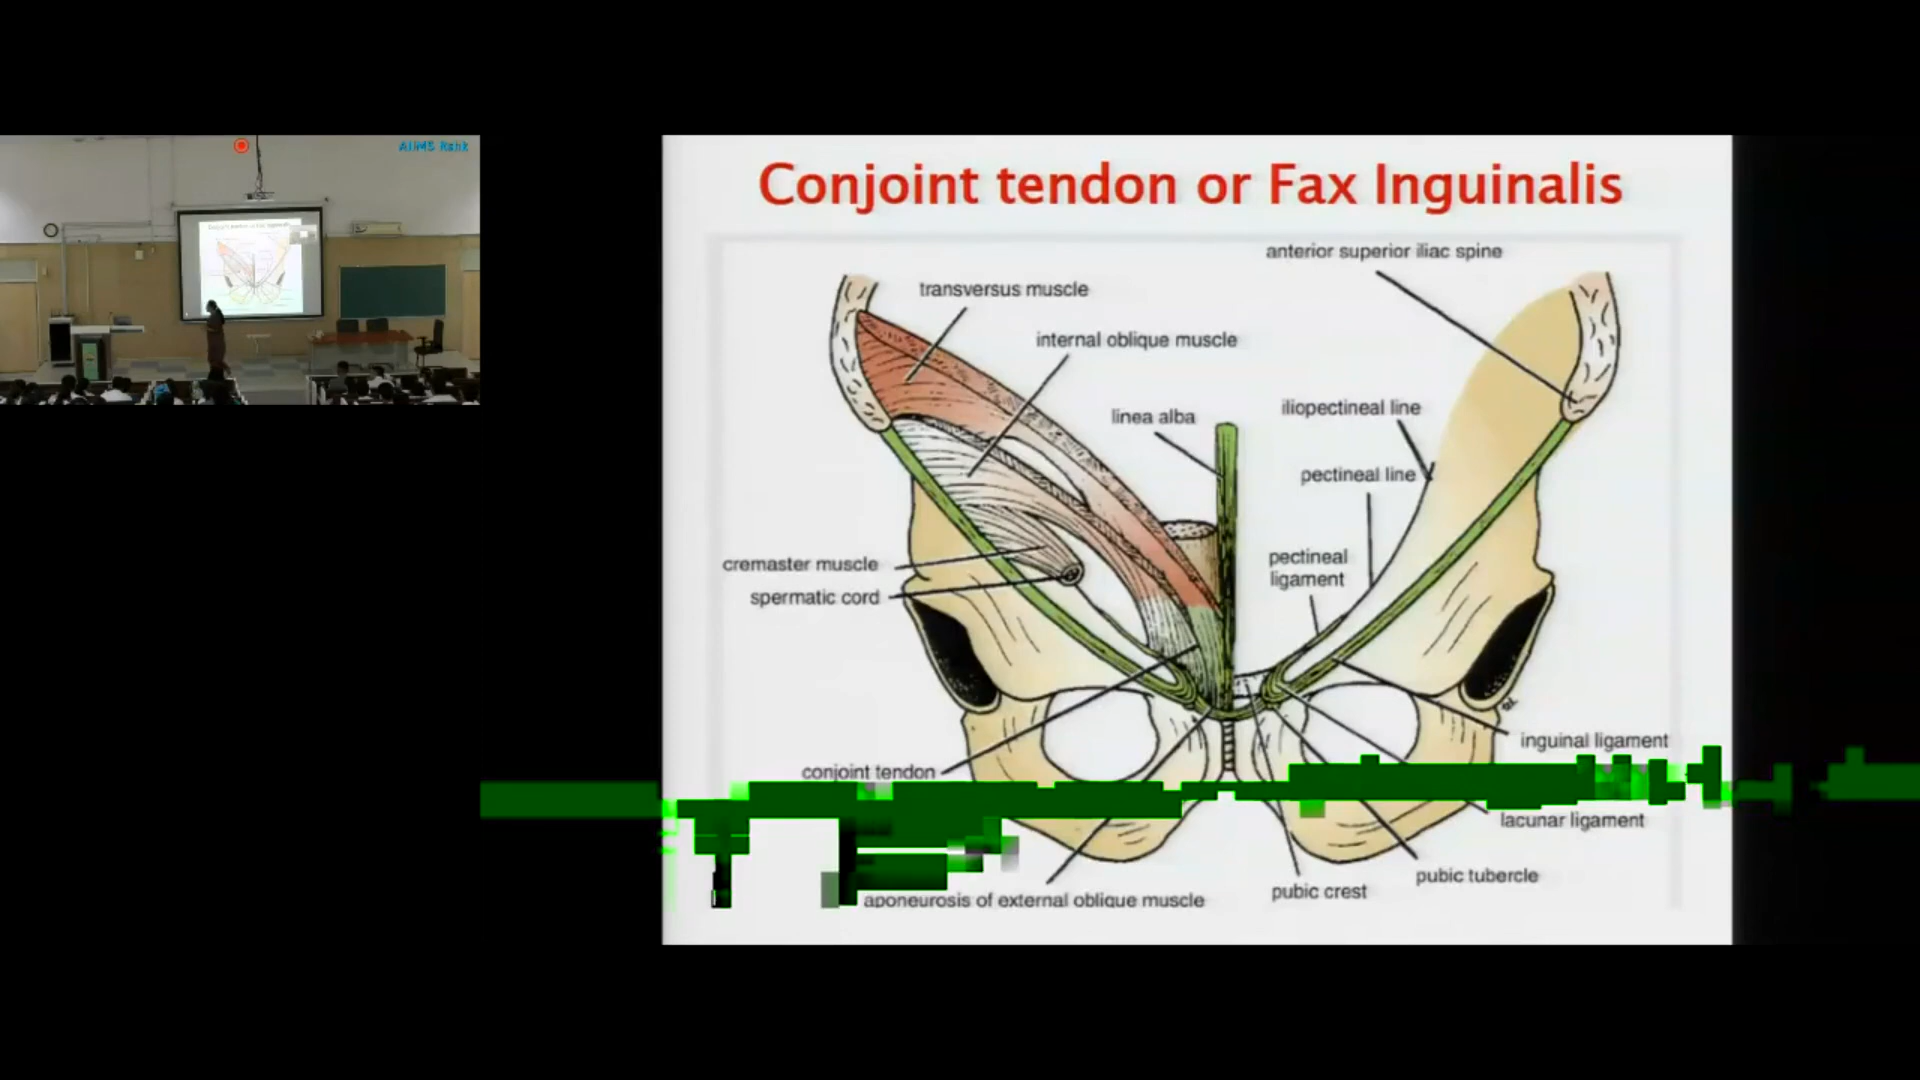 AIIMS Rishk
Conjoint tendon or Fax Inguinalis
anterior superior iliac spine
transversus muscle
internal oblique muscle
linea alba
iliopectineal line
pectineal line
pectineal
ligament
cremaster muscle
spermatic cord
inguinal ligament
conjoint tendon
lacunar ligament
pubic tubercle
pubic crest
aponeurosis of external oblique muscle